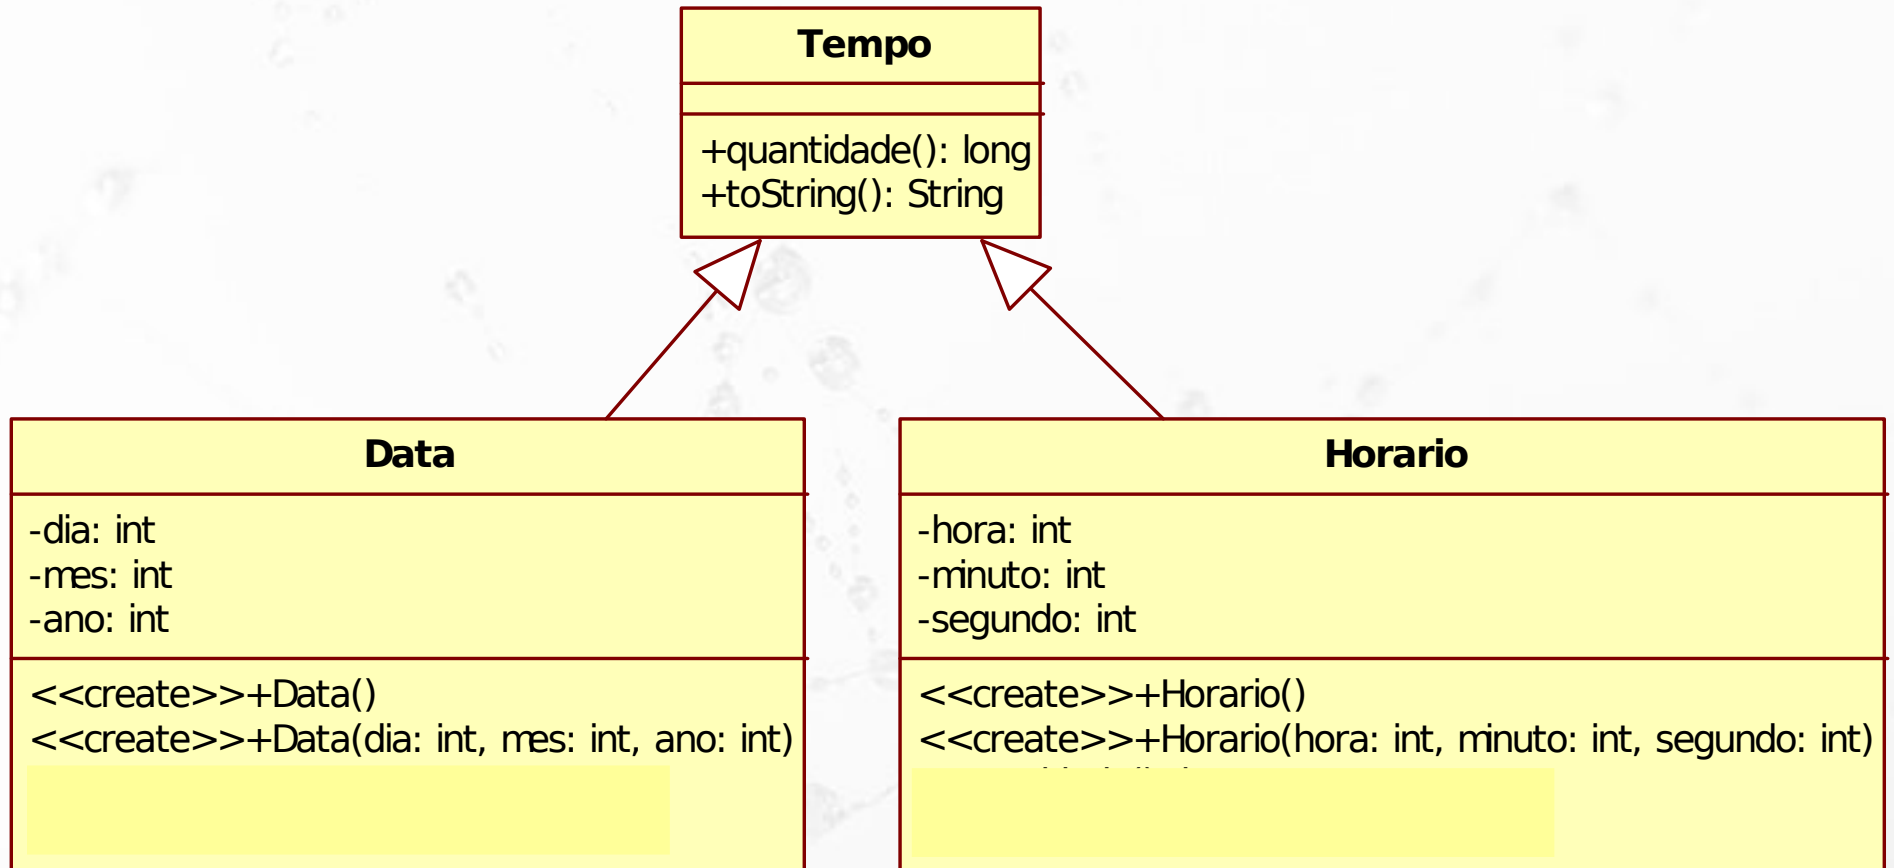 Tempo
+quantidade(): long
+toString(): String
Data
-dia: int
-mes: int
-ano: int
<<create>>+Data()
<<create>>+Data(dia: int, mes: int, ano: int)
Horario
-hora: int
-minuto: int
-segundo: int
<<create>>+Horario()
<<create>>+Horario(hora: int, minuto: int, segundo: int)